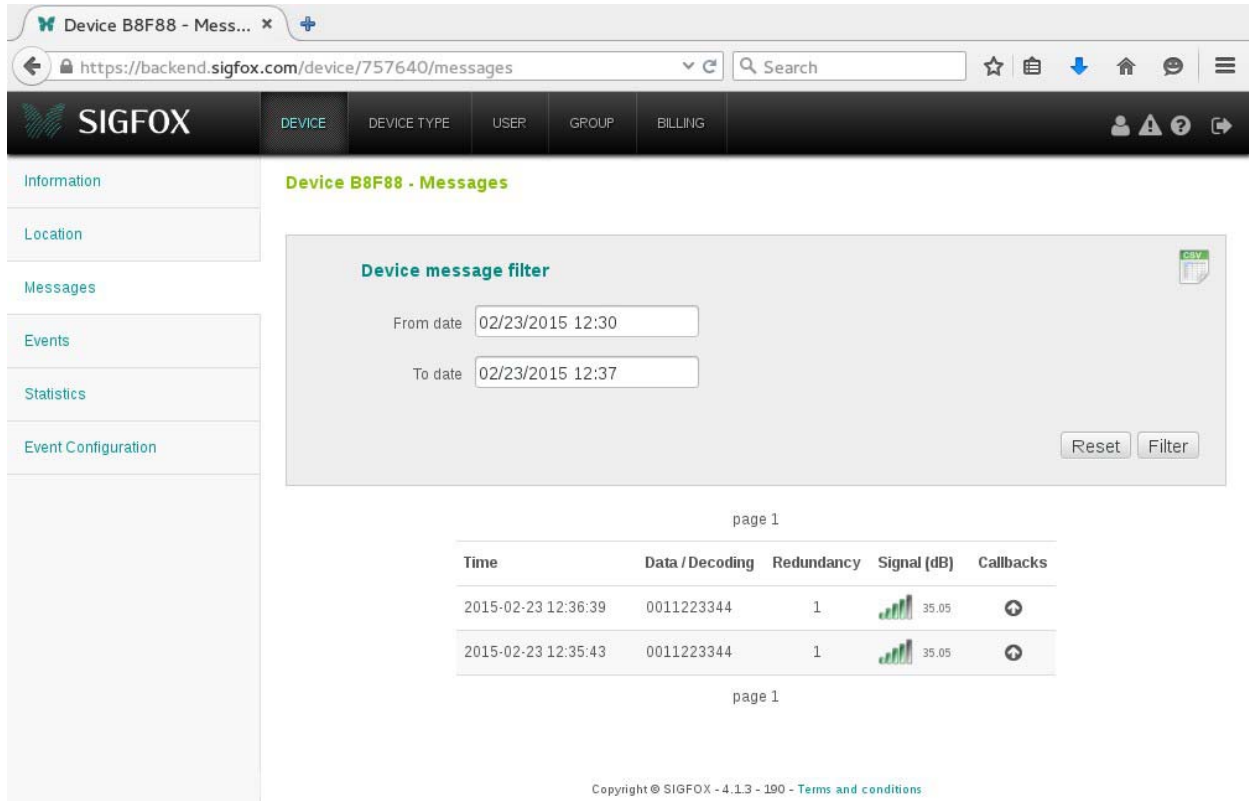 Device B8F88 - Mess...
https://backend.sigfox.com/device/757640/messages
Search
SIGFOX
DEVICE DEVICE TYPE USER GROUP BILLING
Information
Location
Messages
Events
Statistics
Event Configuration
Device B8F88 - Messages
CSV
Device message filter
From date 02/23/2015 12:30
To date 02/23/2015 12:37
Reset Filter
page 1
Time Data / Decoding Redundancy Signal (dB) Callbacks
2015-02-23 12:36:39 0011223344 1 35.05
2015-02-23 12:35:43 0011223344 1 35.05
page 1
Copyright © SIGFOX - 4.1.3 - 190 - Terms and conditions